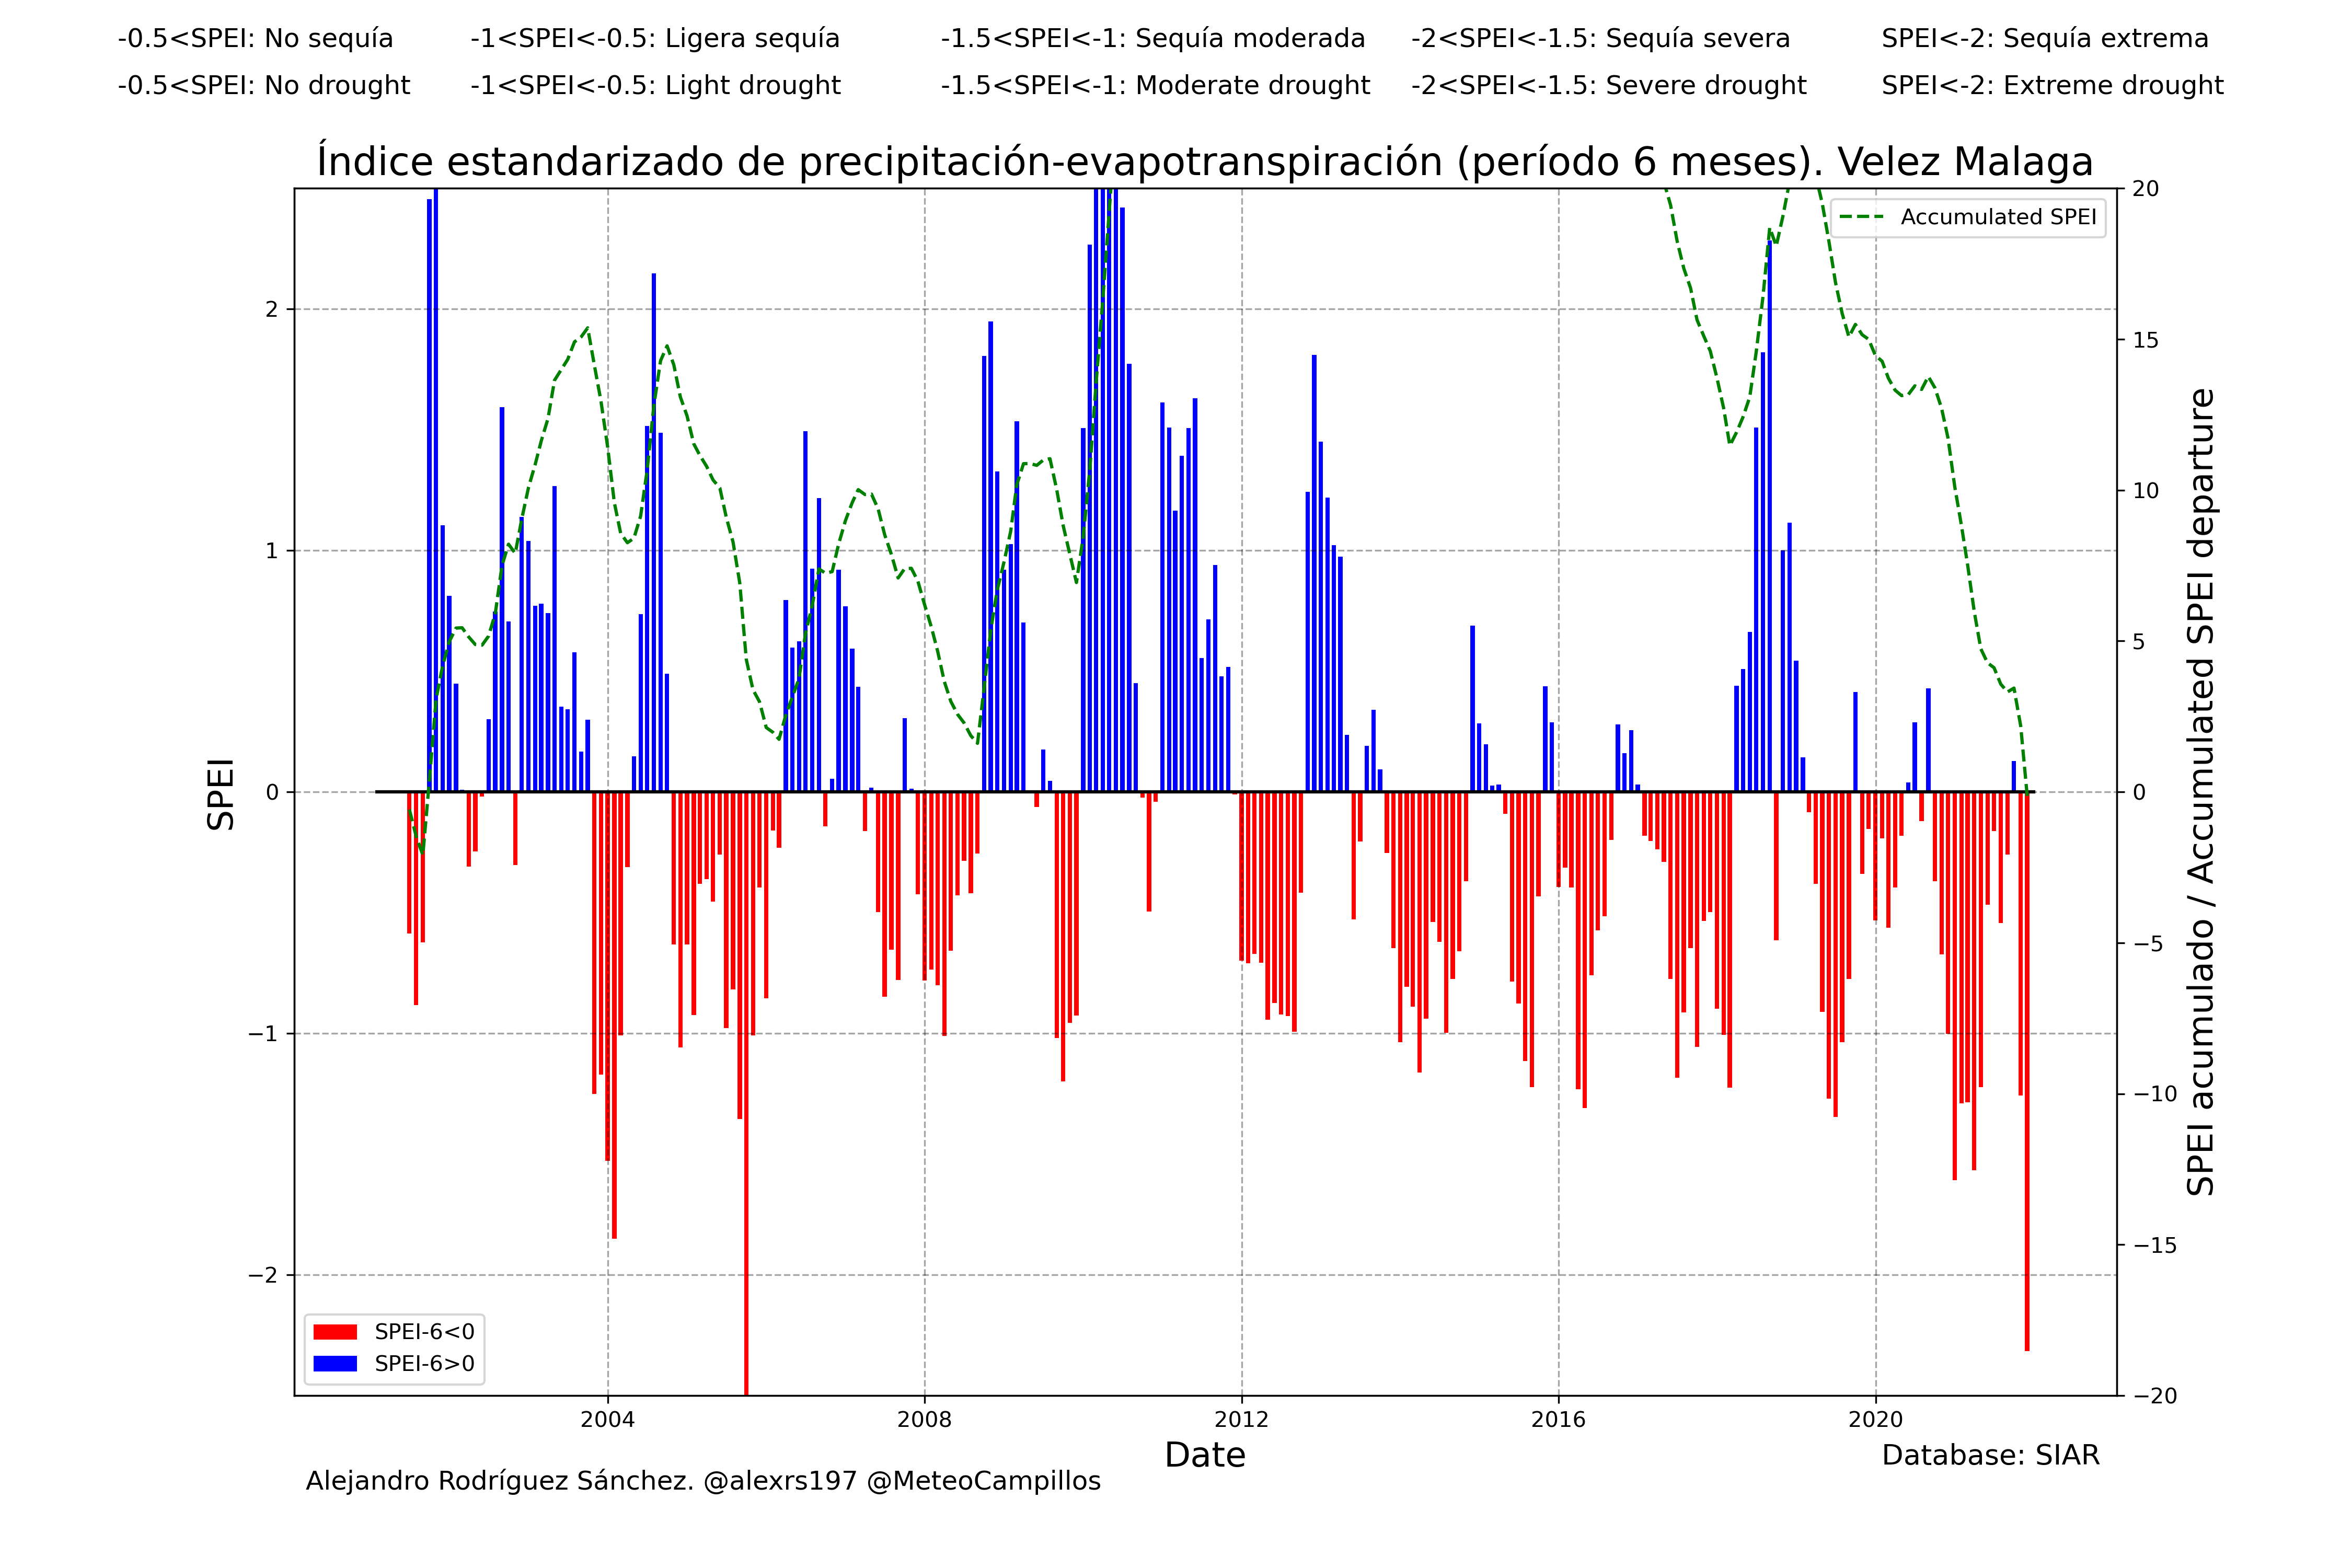 -0.5<SPEI: No sequía -1<SPEI<-0.5: Ligera sequía -1.5<SPEI<-1: Sequía moderada -2<SPEI<-1.5: Sequía severa SPEI<-2: Sequía extrema
-0.5<SPEI: No drought -1<SPEI<-0.5: Light drought -1.5<SPEI<-1: Moderate drought -2<SPEI<-1.5: Severe drought SPEI<-2: Extreme drought
Índice estandarizado de precipitación-evapotranspiración (período 6 meses). Velez Malaga
Accumulated SPEI
SPEI
2
1
0
−1
−2
20
15
10
5
0
−5
−10
−15
−20
SPEI acumulado / Accumulated SPEI departure
SPEI-6<0
SPEI-6>0
2004 2008 2012 2016 2020
Date
Database: SIAR
Alejandro Rodríguez Sánchez. @alexrs197 @MeteoCampillos